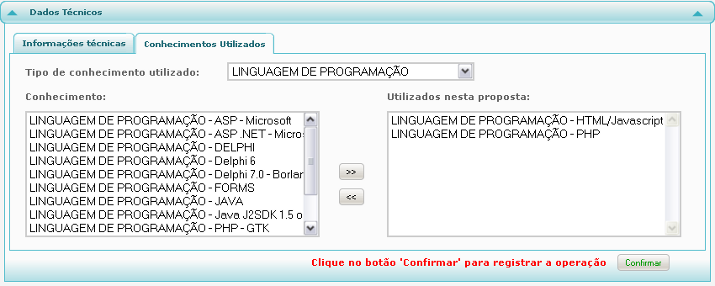 Dados Técnicos
Informações técnicas
Conhecimentos Utilizados
Tipo de conhecimento utilizado:
LINGUAGEM DE PROGRAMAÇÃO
Conhecimento:
LINGUAGEM DE PROGRAMAÇÃO - ASP - Microsoft
LINGUAGEM DE PROGRAMAÇÃO - ASP .NET - Micros
LINGUAGEM DE PROGRAMAÇÃO - DELPHI
LINGUAGEM DE PROGRAMAÇÃO - Delphi 6
LINGUAGEM DE PROGRAMAÇÃO - Delphi 7.0 - Borlan
LINGUAGEM DE PROGRAMAÇÃO - FORMS
LINGUAGEM DE PROGRAMAÇÃO - JAVA
LINGUAGEM DE PROGRAMAÇÃO - Java J2SDK 1.5 o
LINGUAGEM DE PROGRAMAÇÃO - PHP - GTK
>>
<<
Utilizados nesta proposta:
LINGUAGEM DE PROGRAMAÇÃO - HTML/Javascript
LINGUAGEM DE PROGRAMAÇÃO - PHP
Clique no botão 'Confirmar' para registrar a operação
Confirmar